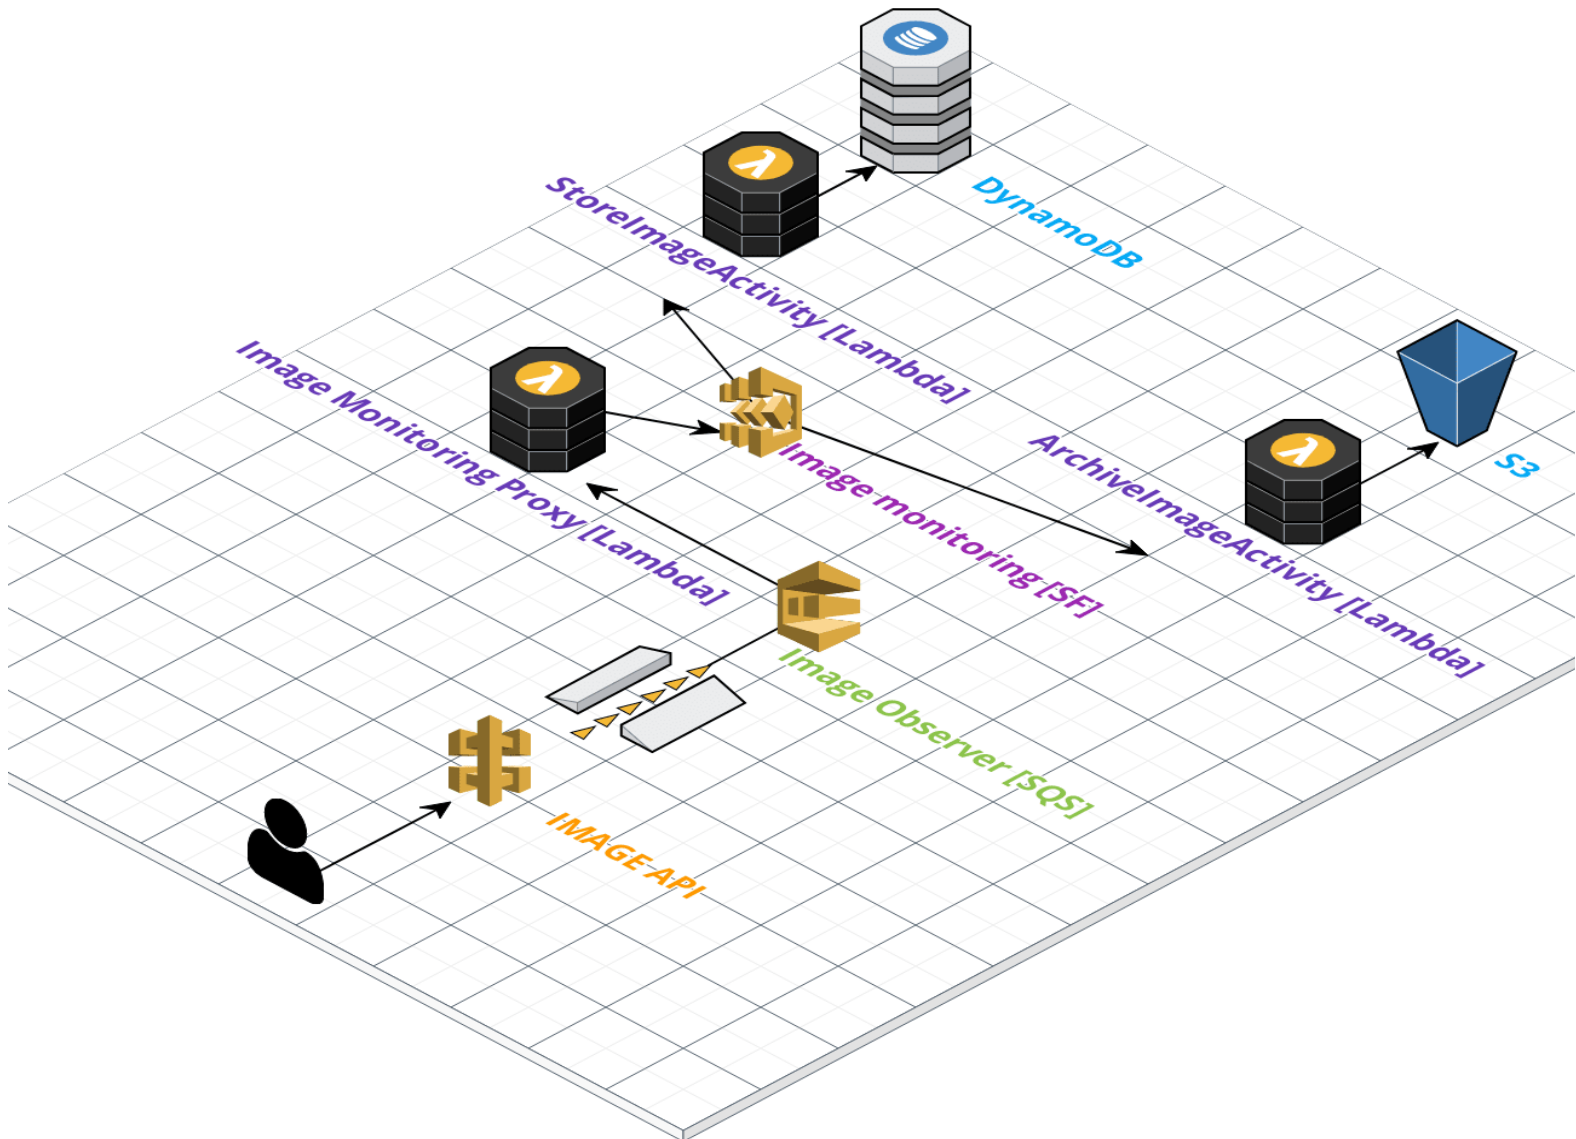 DynamoDB
StoreImageActivity [Lambda]
Image Monitoring Proxy [Lambda]
Image monitoring [SF]
ArchiveImageActivity [Lambda]
S3
Image Observer [SQS]
IMAGE API